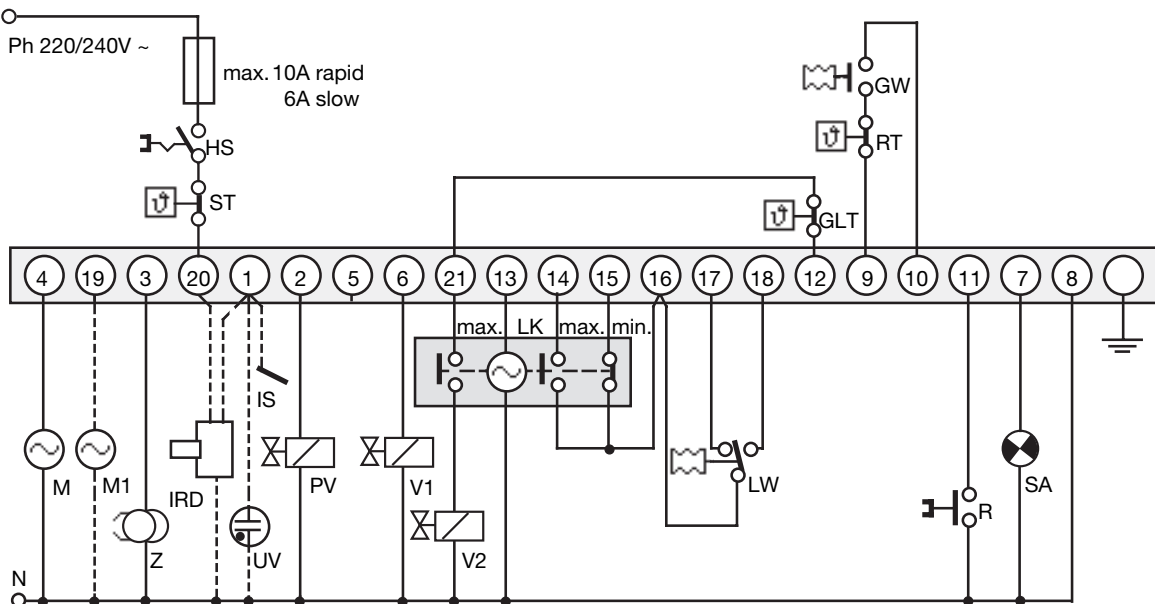 Ph 220/240V ~
max. 10A rapid
6A slow
HS
ST
GW
RT
GLT
4 19 3 20 1 2 5 6 21 13 14 15 16 17 18 12 9 10 11 7 8
max. LK max. min.
IS
M M1 IRD PV V1 LW SA
R
Z UV V2
N